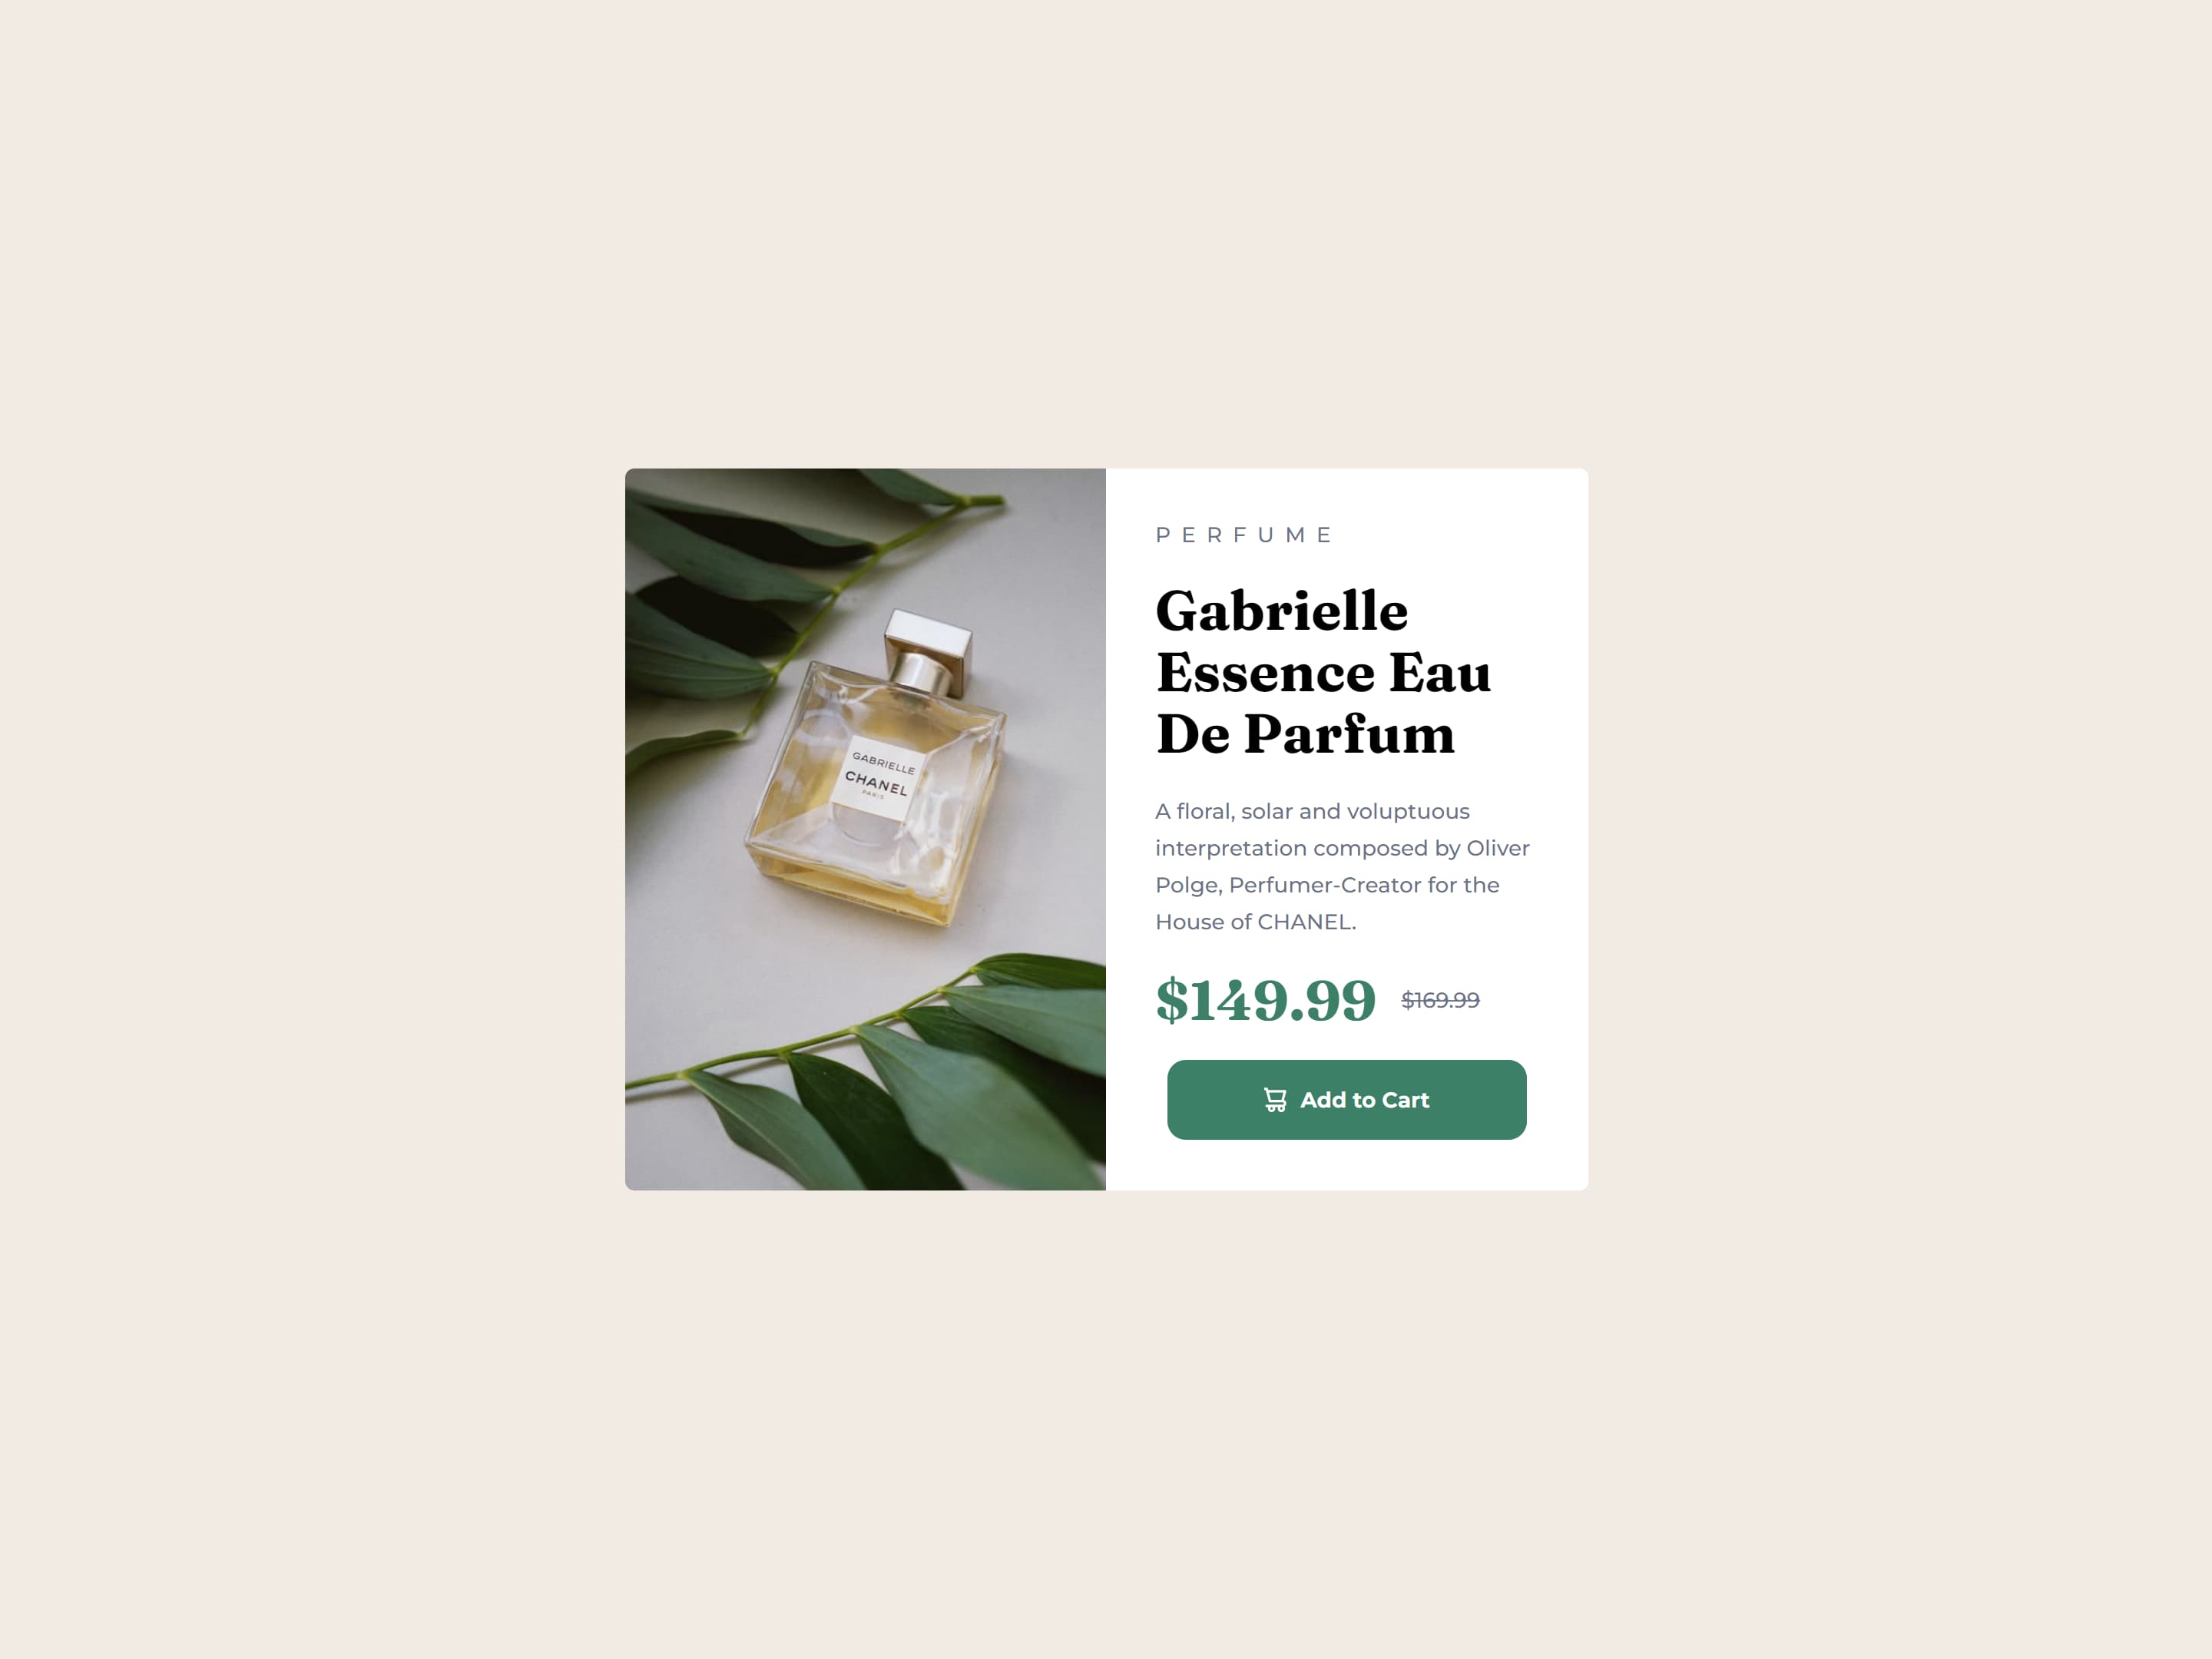 GABRIELLE
CHANEL
PARIS
PERFUME
Gabrielle
Essence Eau
De Parfum
A floral, solar and voluptuous
interpretation composed by Oliver
Polge, Perfumer-Creator for the
House of CHANEL.
$149.99 $169.99
Add to Cart